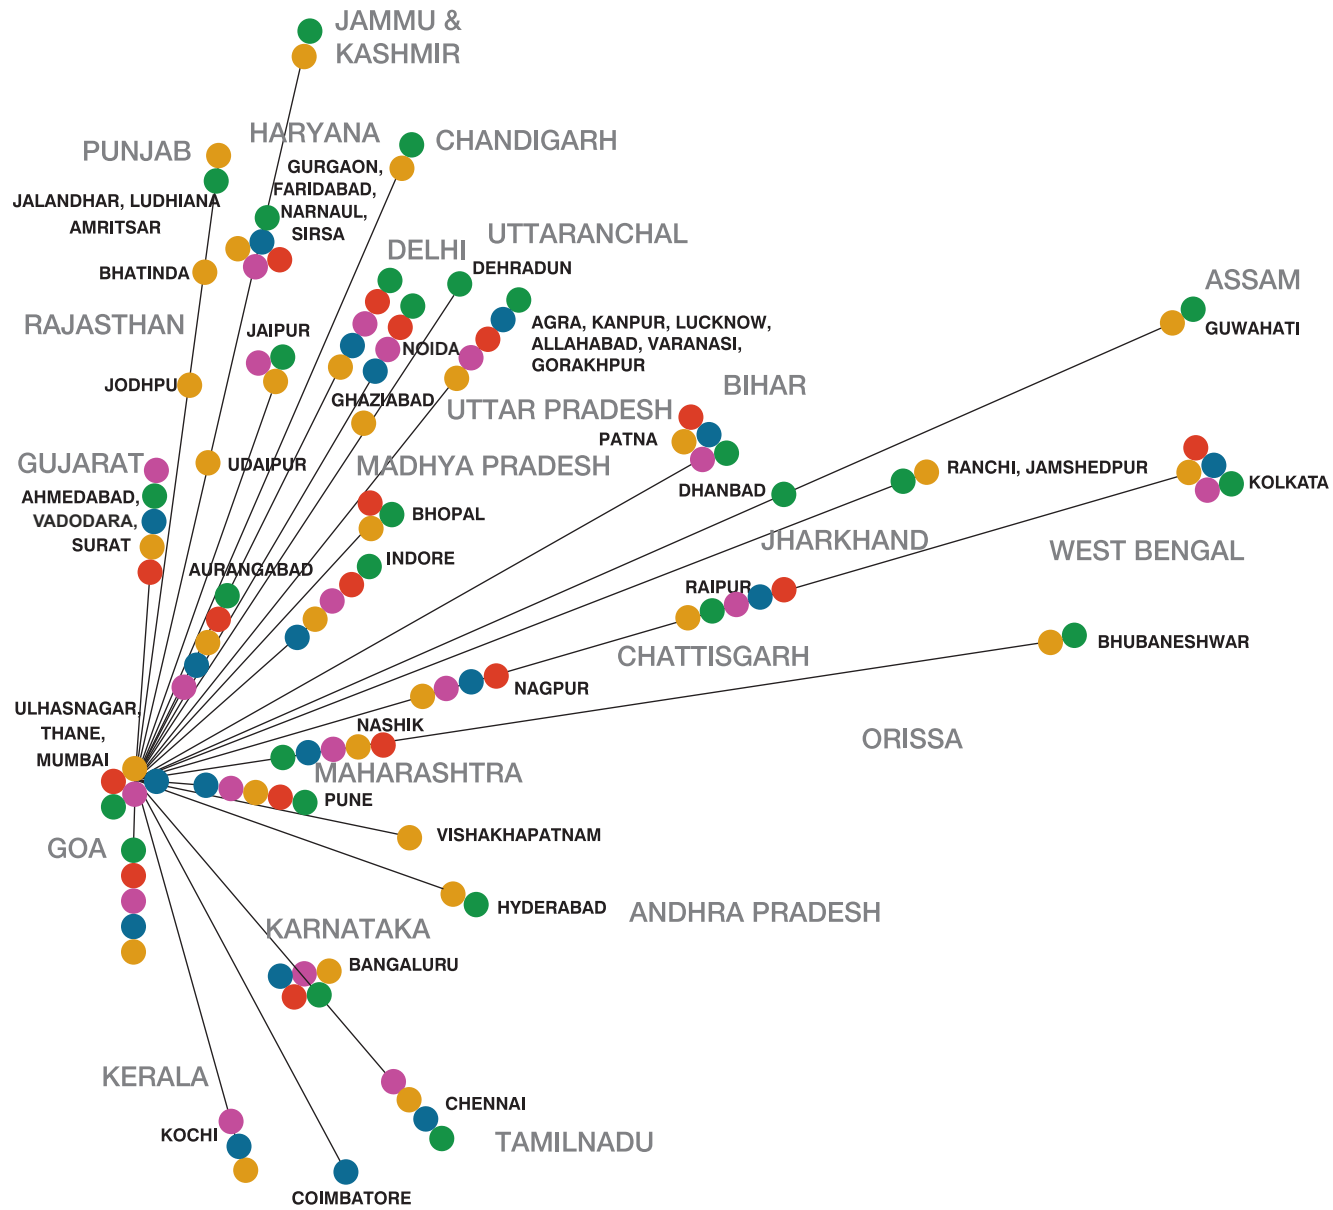 JAMMU &
KASHMIR
HARYANA
CHANDIGARH
PUNJAB
GURGAON,
FARIDABAD,
NARNAUL,
SIRSA
JALANDHAR, LUDHIANA
AMRITSAR
DELHI
UTTARANCHAL
DEHRADUN
BHATINDA
ASSAM
GUWAHATI
RAJASTHAN
JAIPUR
NOIDA
AGRA, KANPUR, LUCKNOW,
ALLAHABAD, VARANASI,
GORAKHPUR
JODHPU
GHAZIABAD
UTTAR PRADESH
BIHAR
PATNA
GUJARAT
UDAIPUR
MADHYA PRADESH
DHANBAD
RANCHI, JAMSHEDPUR
KOLKATA
AHMEDABAD,
VADODARA,
SURAT
BHOPAL
JHARKHAND
WEST BENGAL
AURANGABAD
INDORE
RAIPUR
CHATTISGARH
BHUBANESHWAR
NAGPUR
ULHASNAGAR,
THANE,
MUMBAI
NASHIK
ORISSA
MAHARASHTRA
PUNE
VISHAKHAPATNAM
GOA
HYDERABAD
ANDHRA PRADESH
KARNATAKA
BANGALURU
KERALA
KOCHI
CHENNAI
TAMILNADU
COIMBATORE